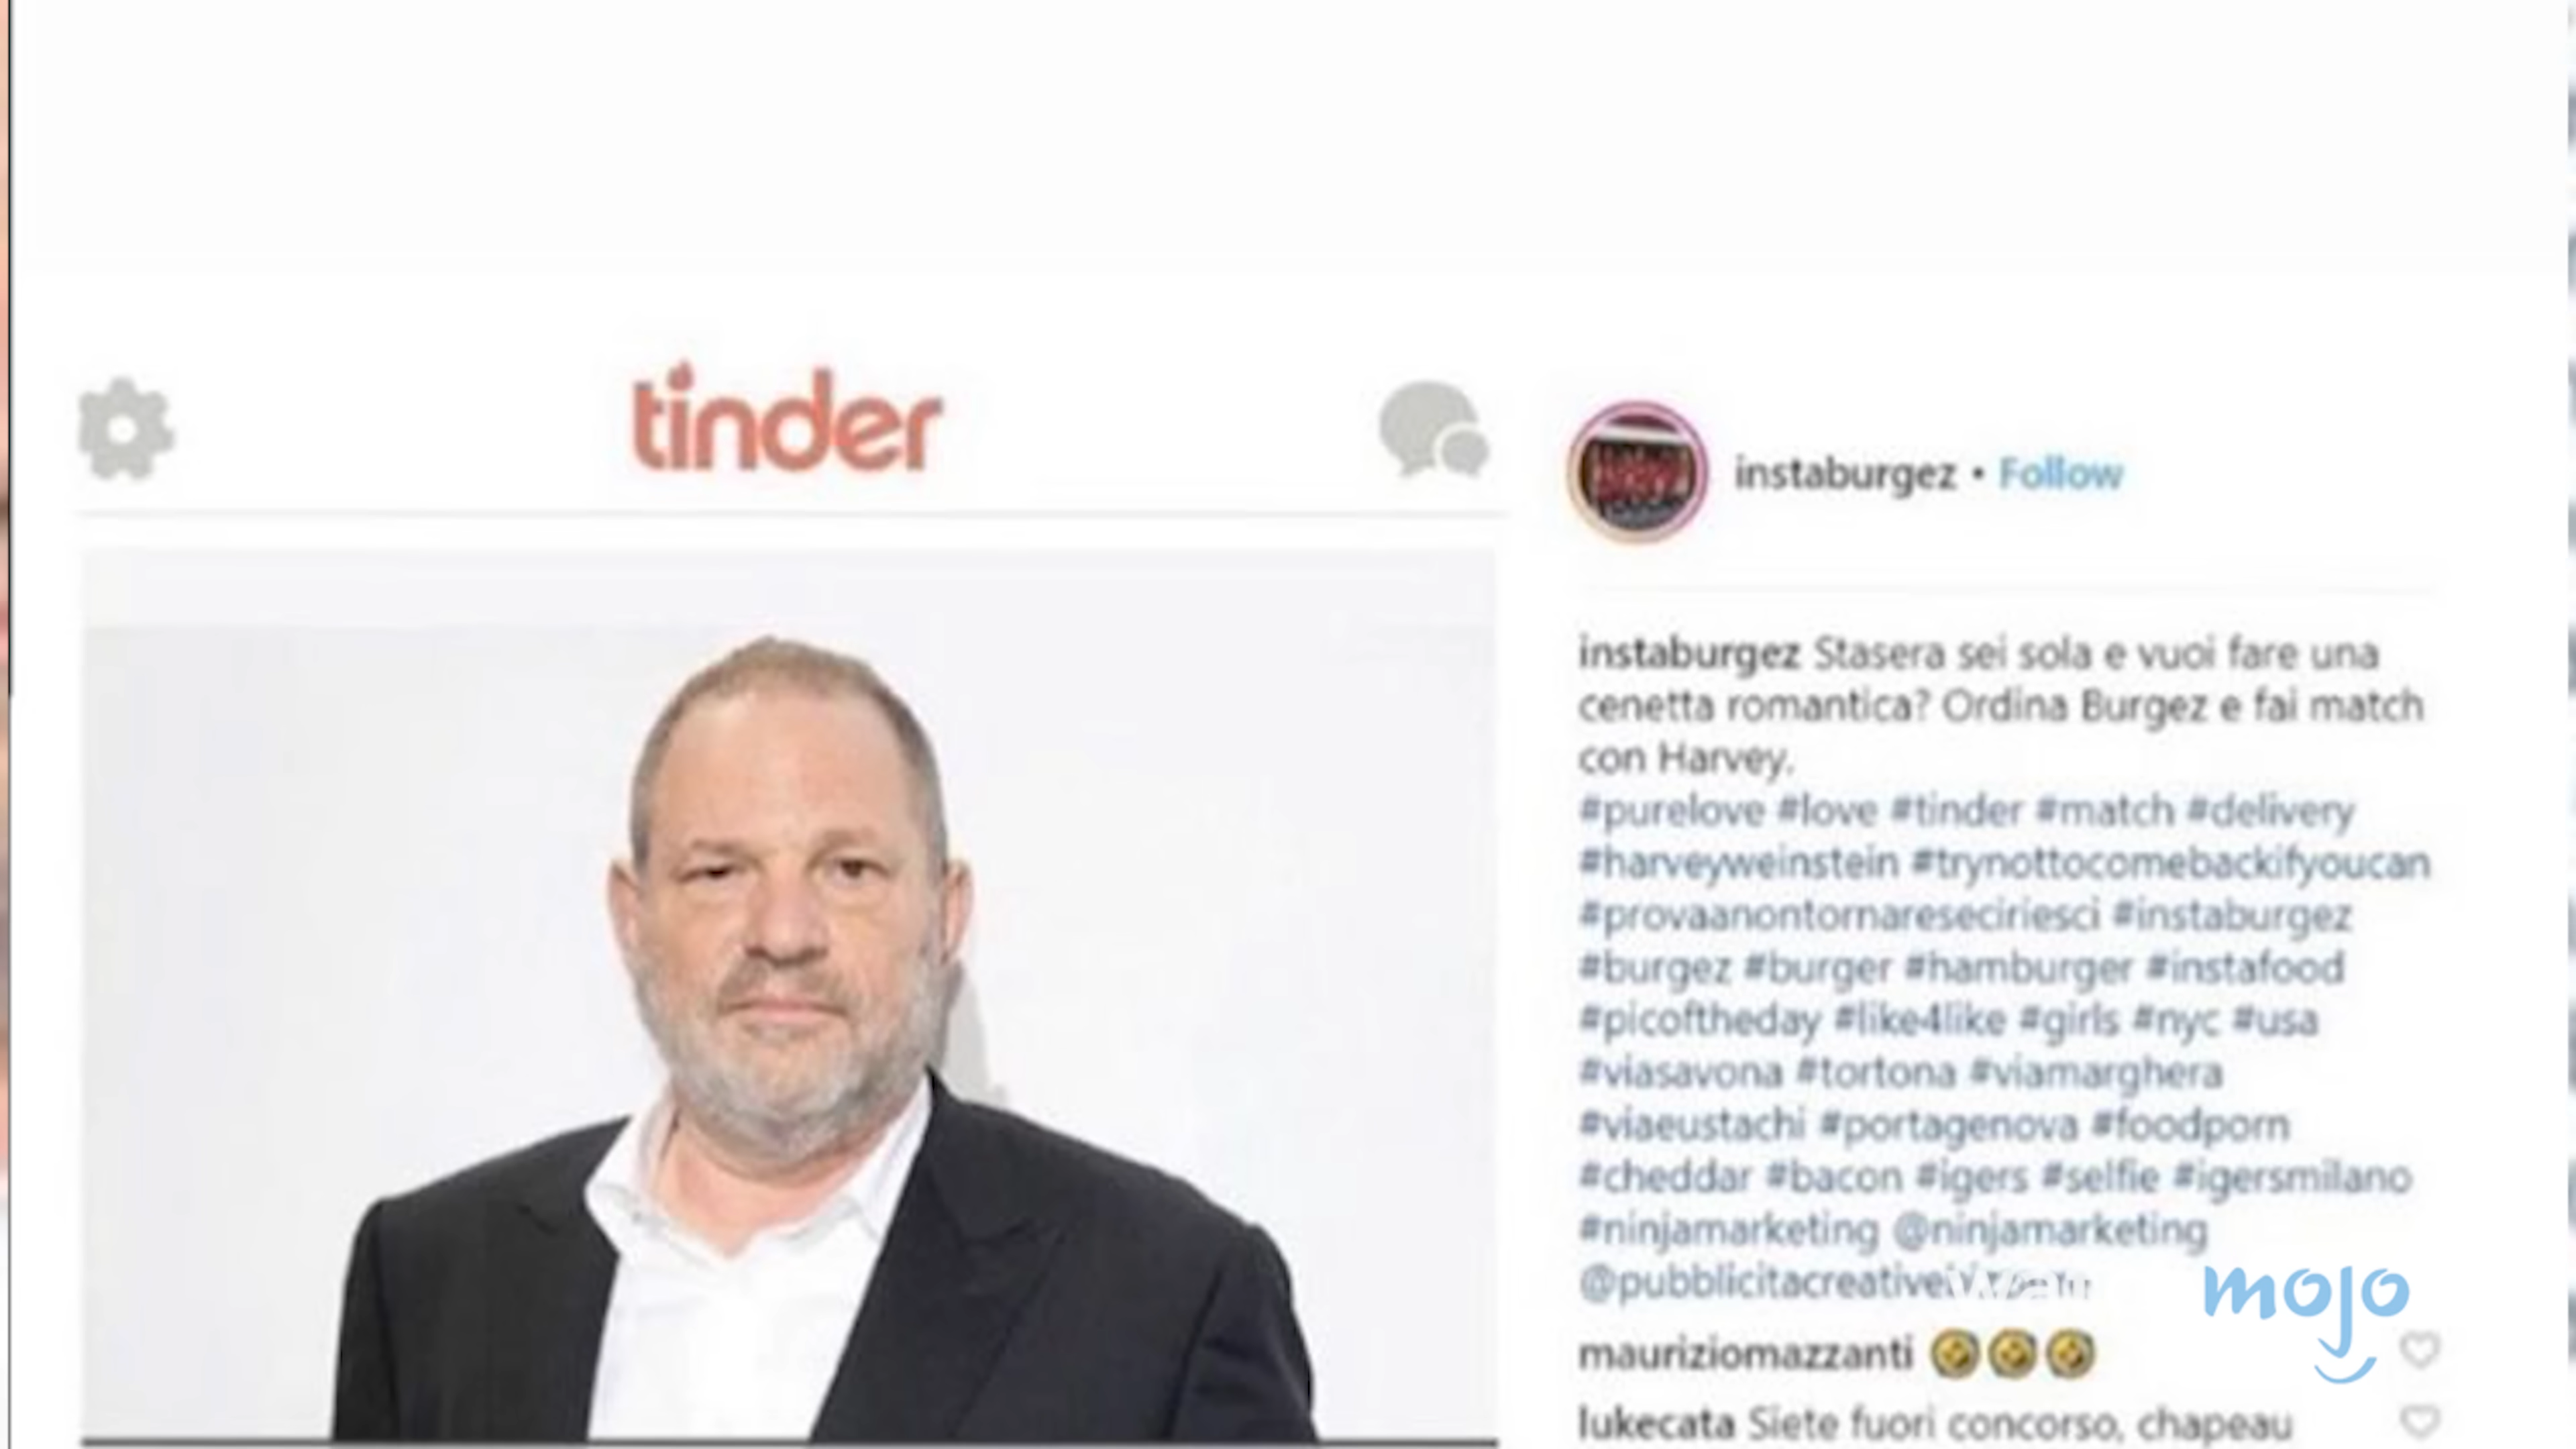 tinder
instaburgez • Follow
instaburgez Stasera sei sola e vuoi fare una
cenetta romantica? Ordina Burgez e fai match
con Harvey.
#purelove #love #tinder #match #delivery
#harveyweinstein #trynottocomebackifyoucan
#provaanontornareseciriesci #instaburgez
#burgez #burger #hamburger #instafood
#picoftheday #like4like #girls #nyc #usa
#viasavona #tortona #viamarghera
#viaeustachi #portagenova #foodporn
#cheddar #bacon #igers #selfie #igersmilano
#ninjamarketing @ninjamarketing
mauriziomazzanti 🤣🤣🤣
lukecata Siete fuori concorso, chapeau
mojo